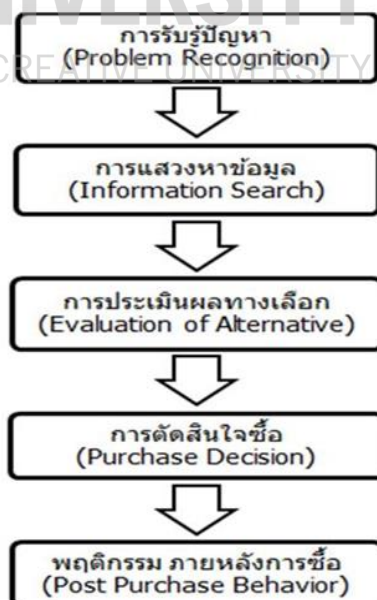 การรับรู้ปัญหา
(Problem Recognition)
CREATIVE UNIVERSITY
การแสวงหาข้อมูล
(Information Search)
การประเมินผลทางเลือก
(Evaluation of Alternative)
การตัดสินใจซื้อ
(Purchase Decision)
พฤติกรรม ภายหลังการซื้อ
(Post Purchase Behavior)